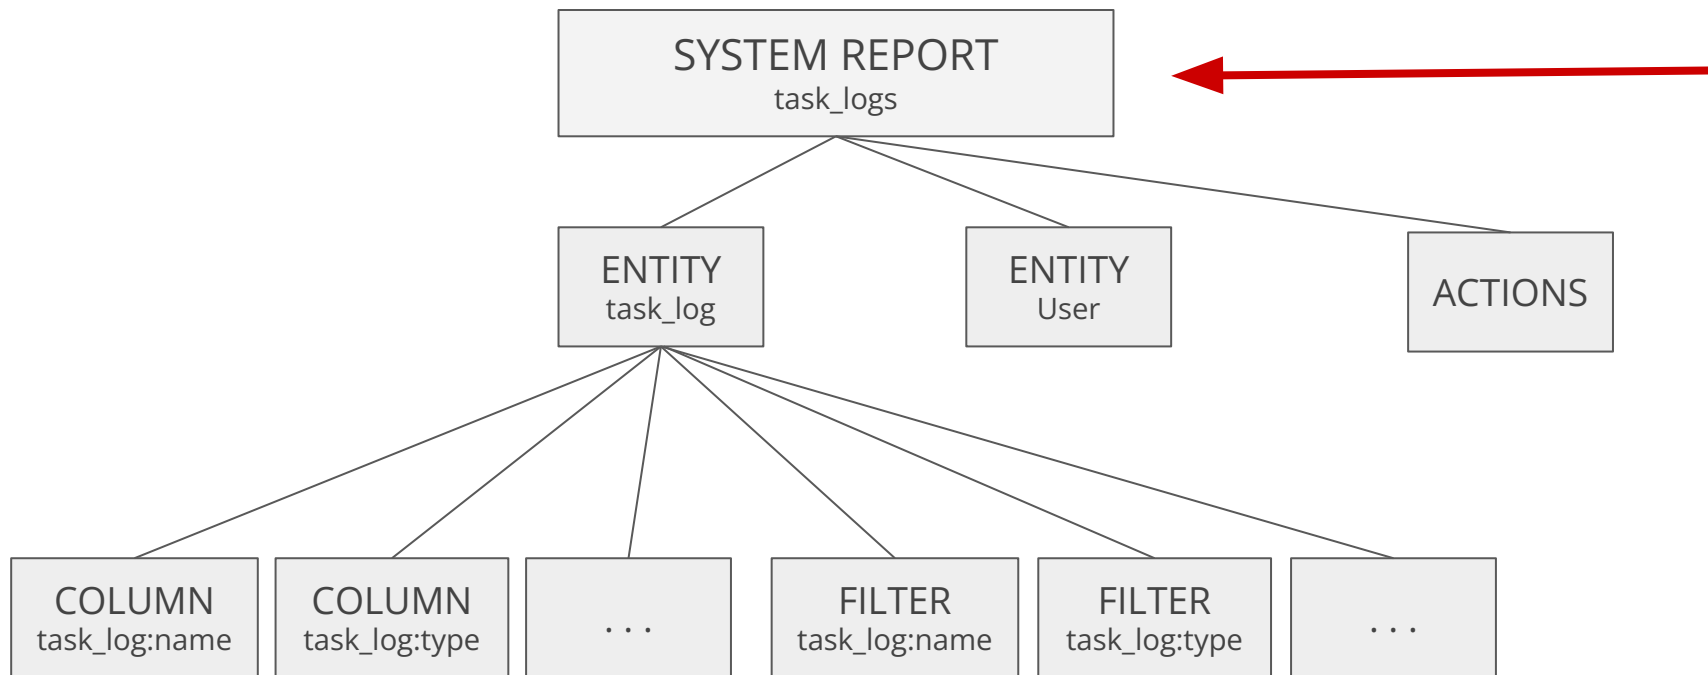 SYSTEM REPORT
task_logs
ENTITY
task_log
ENTITY
User
ACTIONS
COLUMN
task_log:name
COLUMN
task_log:type
. . .
FILTER
task_log:name
FILTER
task_log:type
. . .